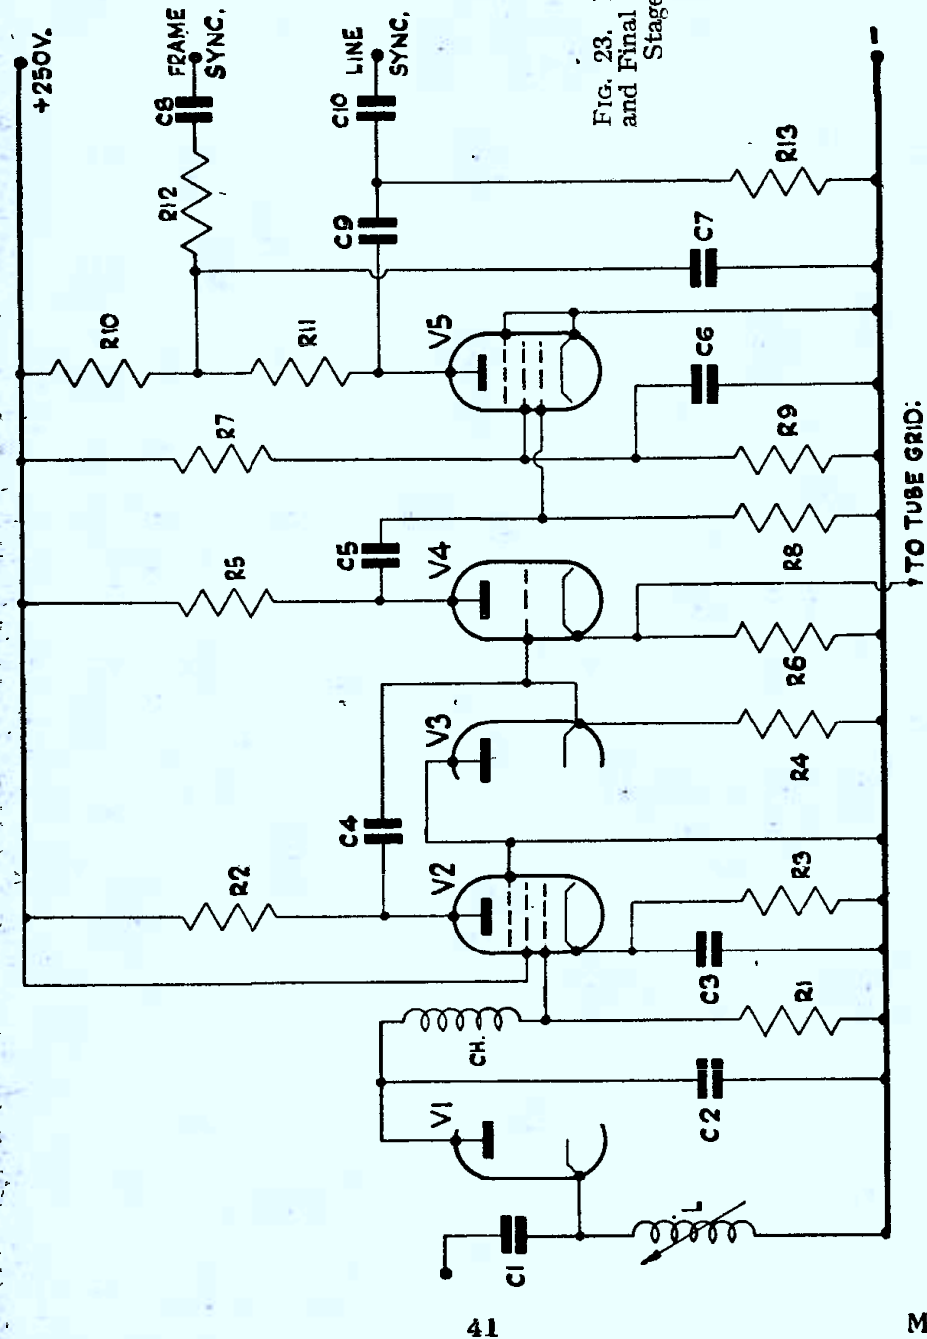 +250V.
FRAME
SYNC.
C8
R12
LINE
SYNC.
C10
C9
FIG. 23.
and Final
Stage
R10
R11
R13
C7
V5
C6
R7
R9
R5
C5
V4
R8
TO TUBE GRID.
R6
V3
R4
C4
R2
V2
R3
C3
CH.
R1
V1
C2
L
C1
41
M